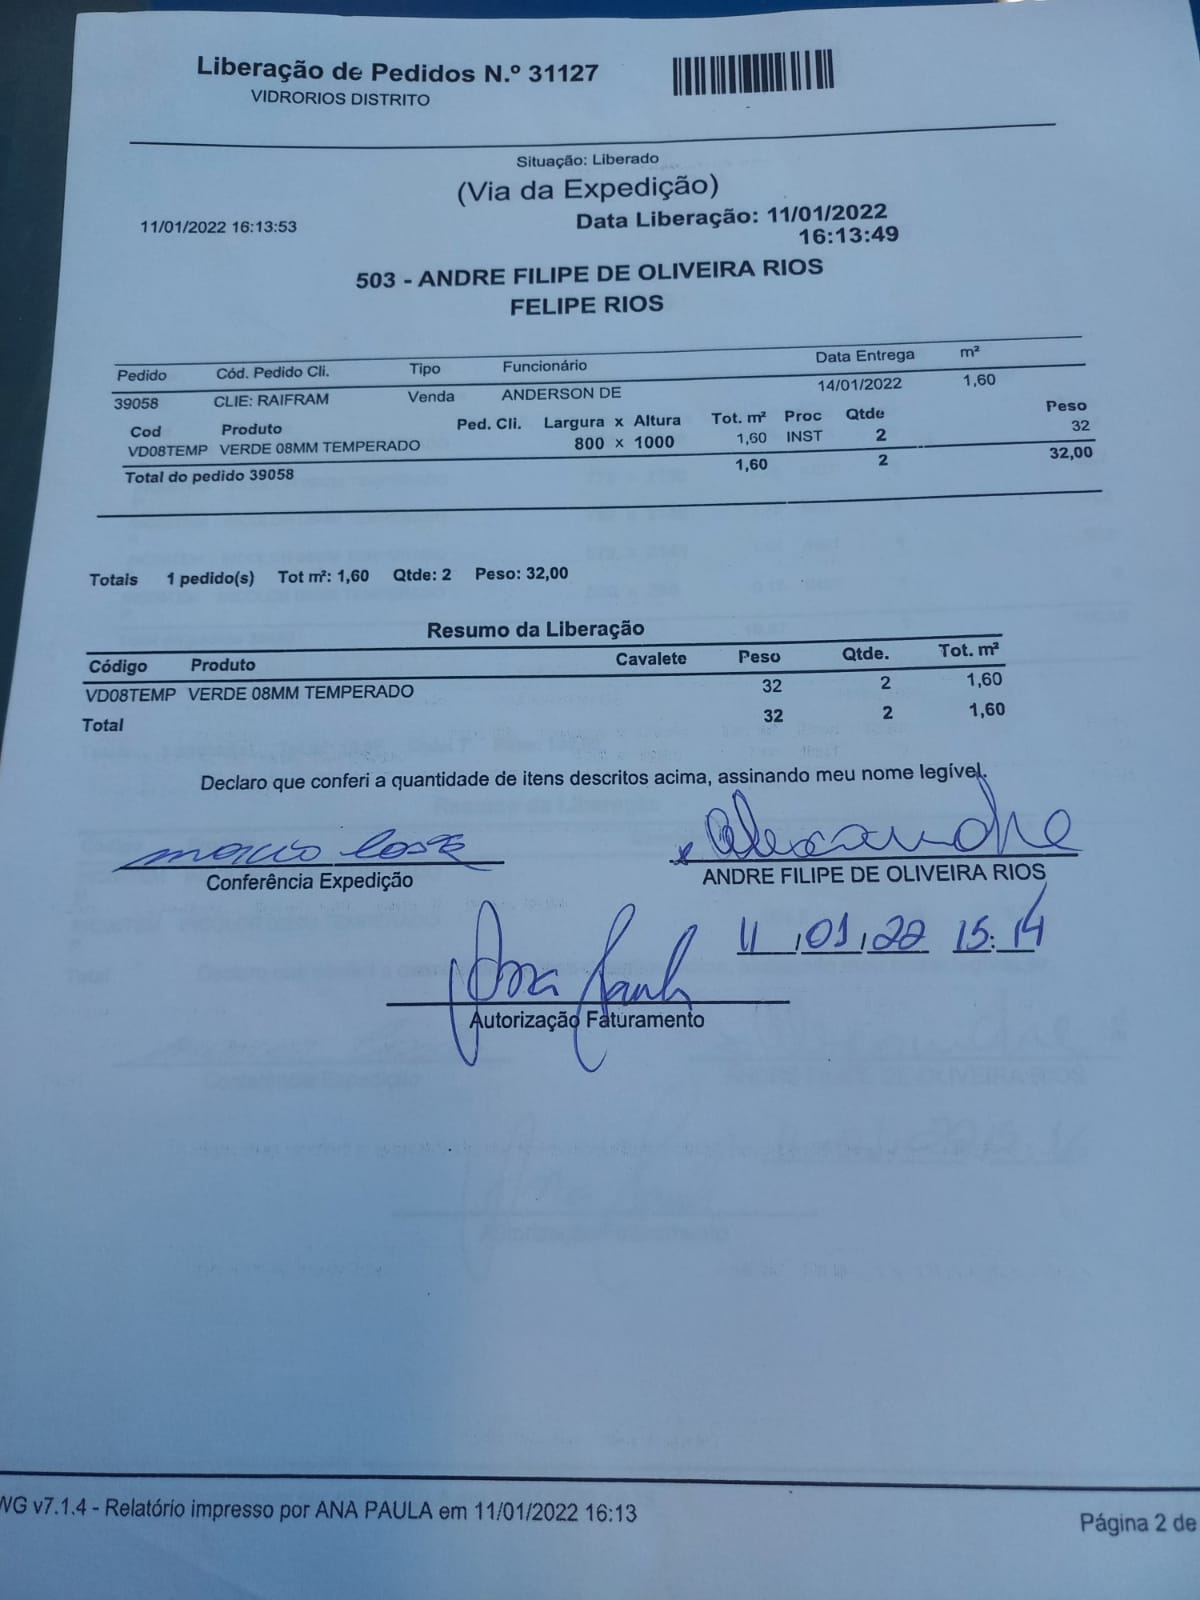 Liberação de Pedidos N.º 31127
VIDRORIOS DISTRITO
Situação: Liberado
(Via da Expedição)
11/01/2022 16:13:53
Data Liberação: 11/01/2022
16:13:49
503 - ANDRE FILIPE DE OLIVEIRA RIOS
FELIPE RIOS
Pedido Cód. Pedido Cli. Tipo Funcionário Data Entrega m²
39058 CLIE: RAIFRAM Venda ANDERSON DE 14/01/2022 1,60
Cod Produto Ped. Cli. Largura x Altura Tot. m² Proc Qtde Peso
VD08TEMP VERDE 08MM TEMPERADO 800 x 1000 1,60 INST 2 32
Total do pedido 39058 1,60 2 32,00
Totais 1 pedido(s) Tot m²: 1,60 Qtde: 2 Peso: 32,00
Resumo da Liberação
Código Produto Cavalete Peso Qtde. Tot. m²
VD08TEMP VERDE 08MM TEMPERADO 32 2 1,60
Total 32 2 1,60
Declaro que conferi a quantidade de itens descritos acima, assinando meu nome legível.
x Alexsandre
Conferência Expedição
ANDRE FILIPE DE OLIVEIRA RIOS
11/01/22 15:14
Ana Paula
Autorização Faturamento
WG v7.1.4 - Relatório impresso por ANA PAULA em 11/01/2022 16:13
Página 2 de